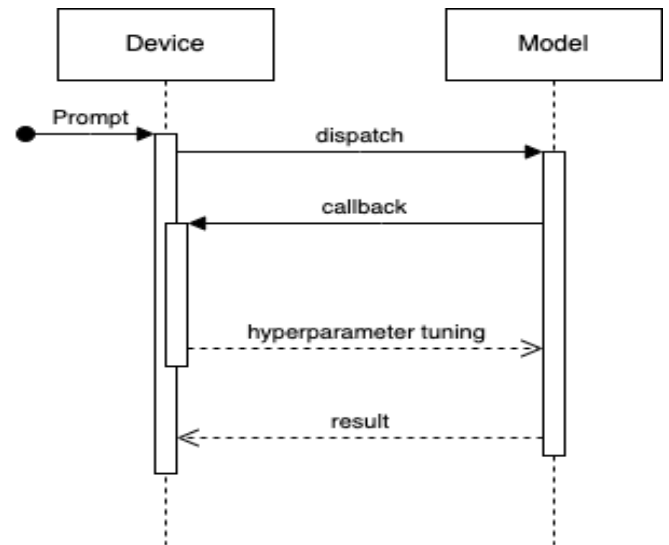 Device
Model
Prompt
dispatch
callback
hyperparameter tuning
result